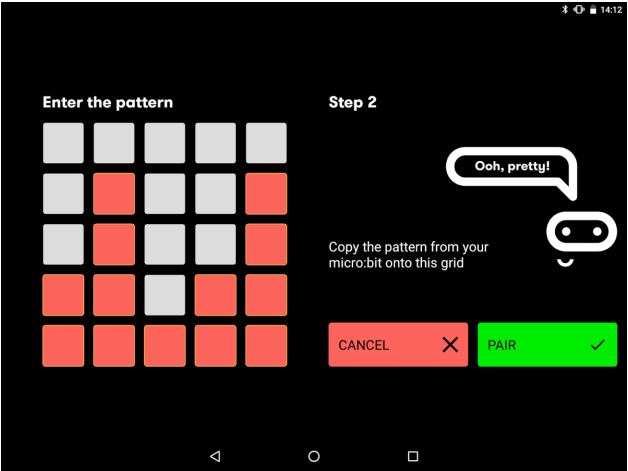 14:12
Enter the pattern
Step 2
Ooh, pretty!
Copy the pattern from your
micro:bit onto this grid
CANCEL
PAIR